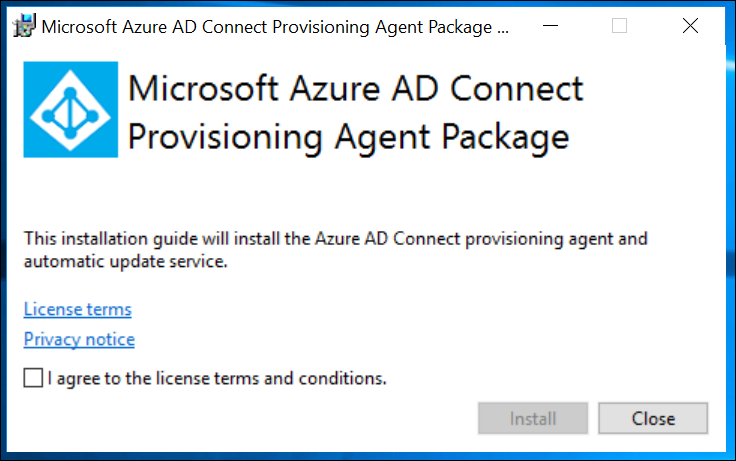 Microsoft Azure AD Connect Provisioning Agent Package ...
Microsoft Azure AD Connect
Provisioning Agent Package
This installation guide will install the Azure AD Connect provisioning agent and
automatic update service.
License terms
Privacy notice
I agree to the license terms and conditions.
Install
Close